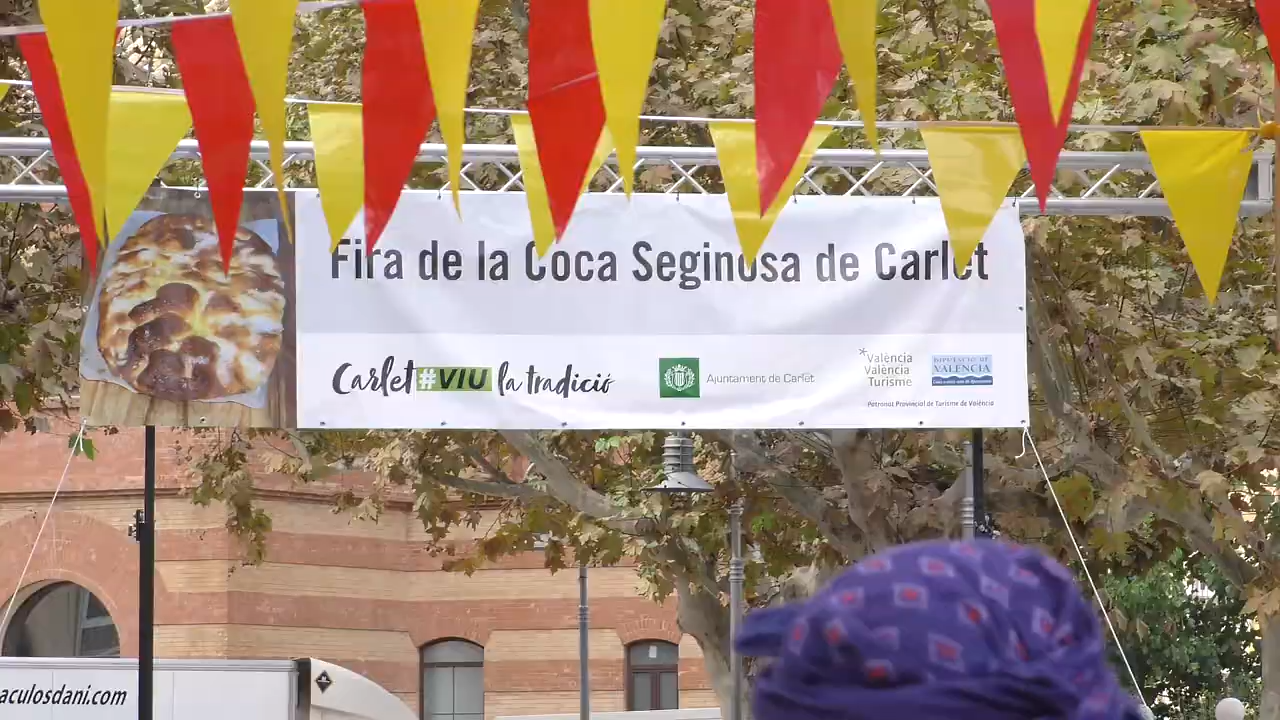 Fira de la Coca Seginosa de Carlet
Carlet #VIU la tradició
Ajuntament de Carlet
València
València
Turisme
DIPUTACIÓ DE
VALÈNCIA
Patronat Provincial de Turisme de València
aculosdani.com